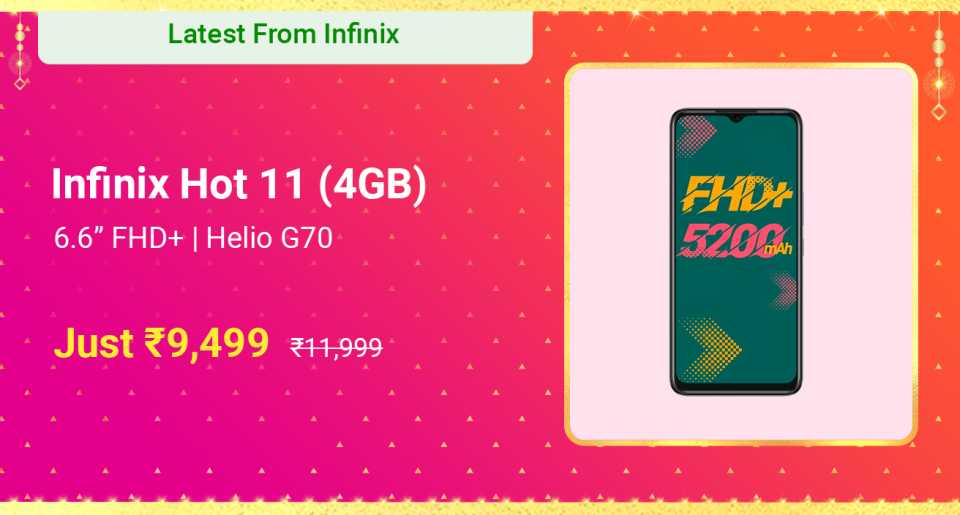 Latest From Infinix
Infinix Hot 11 (4GB)
6.6” FHD+ | Helio G70
Just ₹9,499 ₹11,999
FHD+
5200mAh